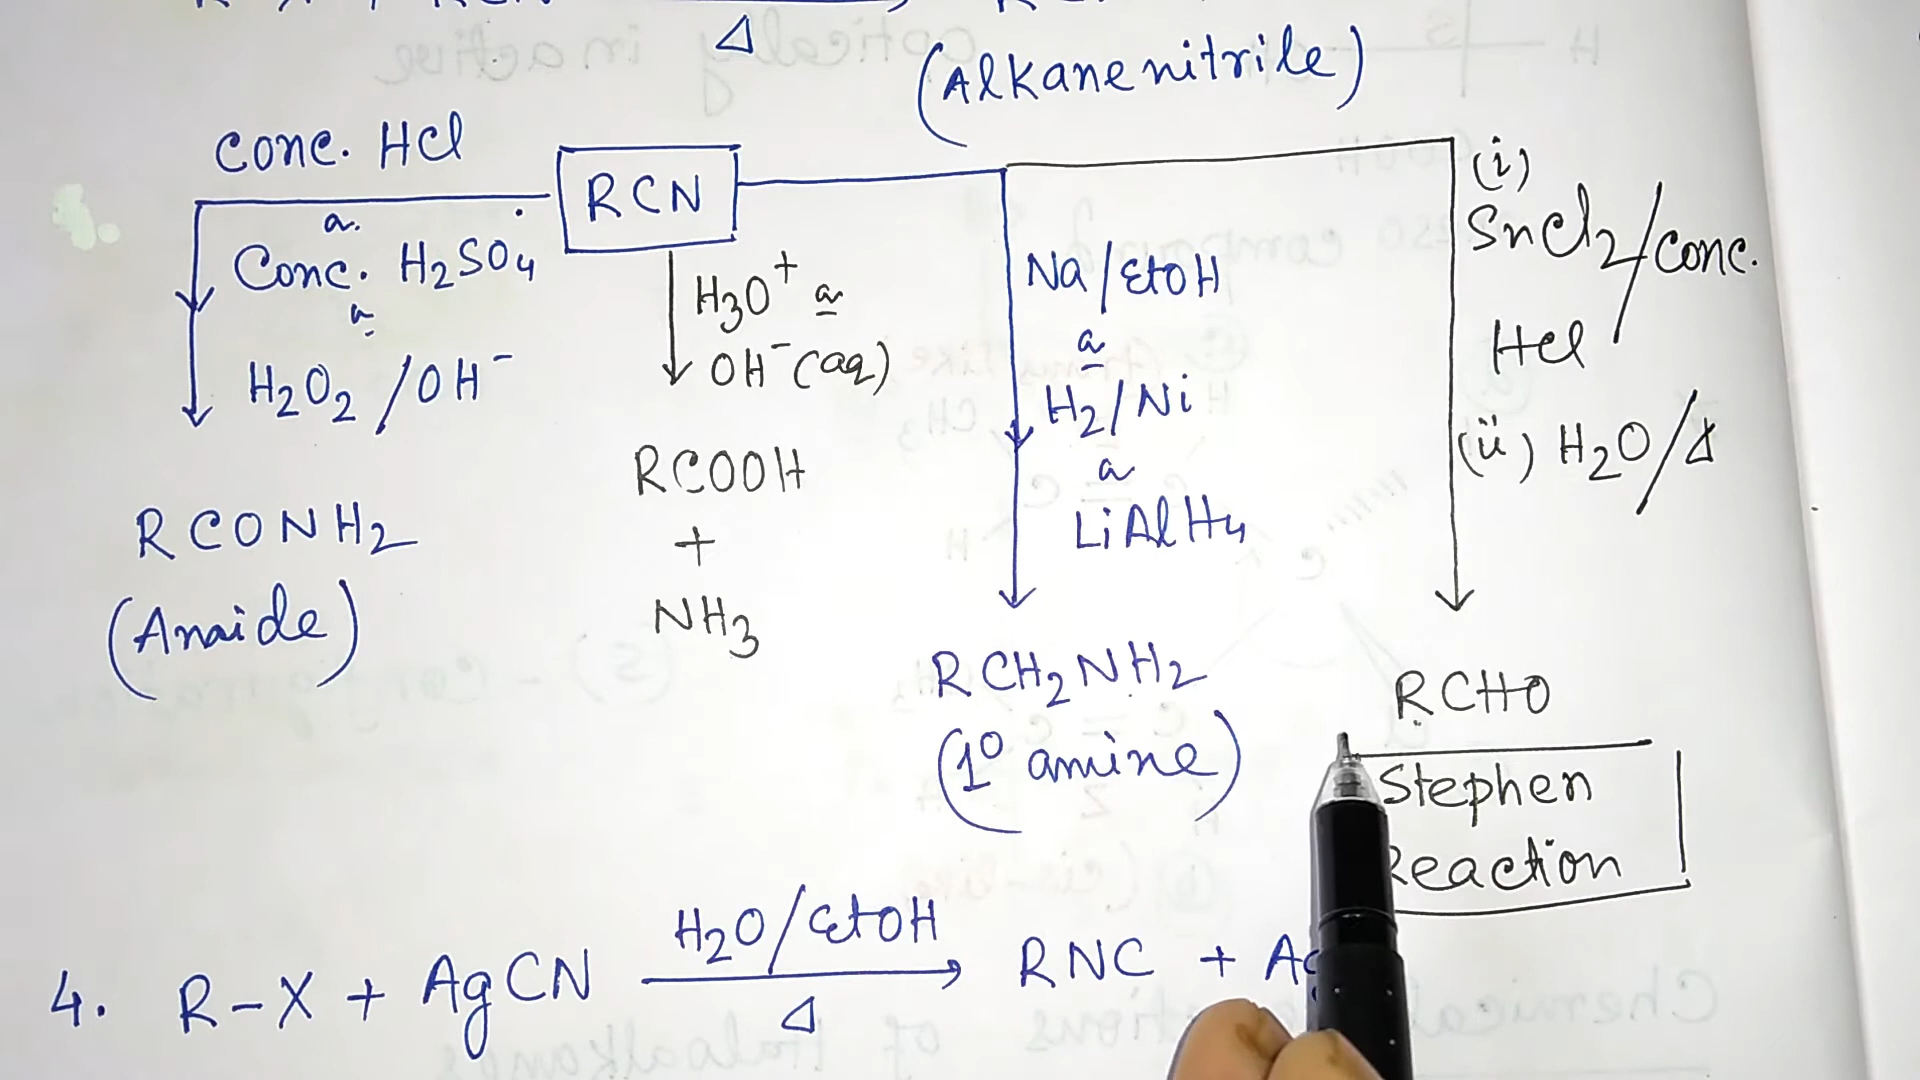 (Alkanenitrile)
Conc. HCl
a.
Conc. H2SO4
a
H2O2 / OH-
RCONH2
(Amide)
RCN
H3O+ a
OH- (aq)
RCOOH
+
NH3
Na/EtOH
a
H2/Ni
a
LiAlH4
RCH2NH2
(1° amine)
(i)
SnCl2/conc.
HCl
(ii) H2O/Δ
RCHO
Stephen
Reaction
H2O/EtOH
4. R-X + AgCN → RNC +
Δ